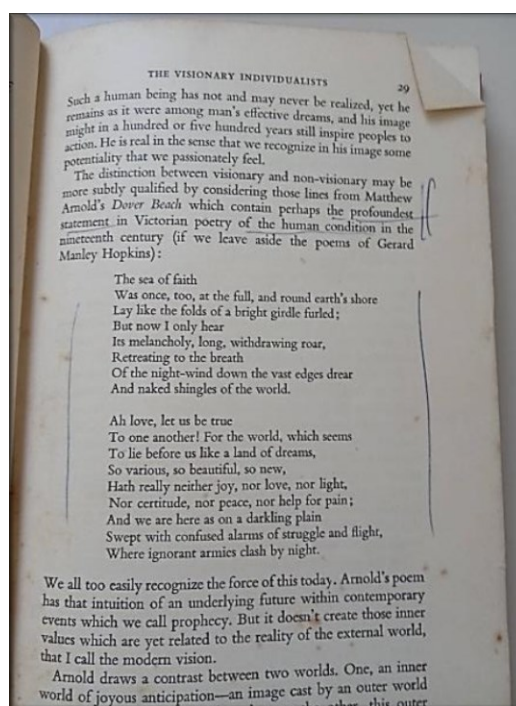 THE VISIONARY INDIVIDUALISTS 29
Such a human being has not and may never be realized, yet he
remains as it were among man's effective dreams, and his image
might in a hundred or five hundred years still inspire peoples to
action. He is real in the sense that we recognize in his image some
potentiality that we passionately feel.
The distinction between visionary and non-visionary may be
more subtly qualified by considering those lines from Matthew
Arnold's Dover Beach which contain perhaps the profoundest
statement in Victorian poetry of the human condition in the
nineteenth century (if we leave aside the poems of Gerard
Manley Hopkins):
The sea of faith
Was once, too, at the full, and round earth's shore
Lay like the folds of a bright girdle furled;
But now I only hear
Its melancholy, long, withdrawing roar,
Retreating to the breath
Of the night-wind down the vast edges drear
And naked shingles of the world.
Ah love, let us be true
To one another! For the world, which seems
To lie before us like a land of dreams,
So various, so beautiful, so new,
Hath really neither joy, nor love, nor light,
Nor certitude, nor peace, nor help for pain;
And we are here as on a darkling plain
Swept with confused alarms of struggle and flight,
Where ignorant armies clash by night.
We all too easily recognize the force of this today. Arnold's poem
has that intuition of an underlying future within contemporary
events which we call prophecy. But it doesn't create those inner
values which are yet related to the reality of the external world,
that I call the modern vision.
Arnold draws a contrast between two worlds. One, an inner
world of joyous anticipation—an image cast by an outer world
this outer